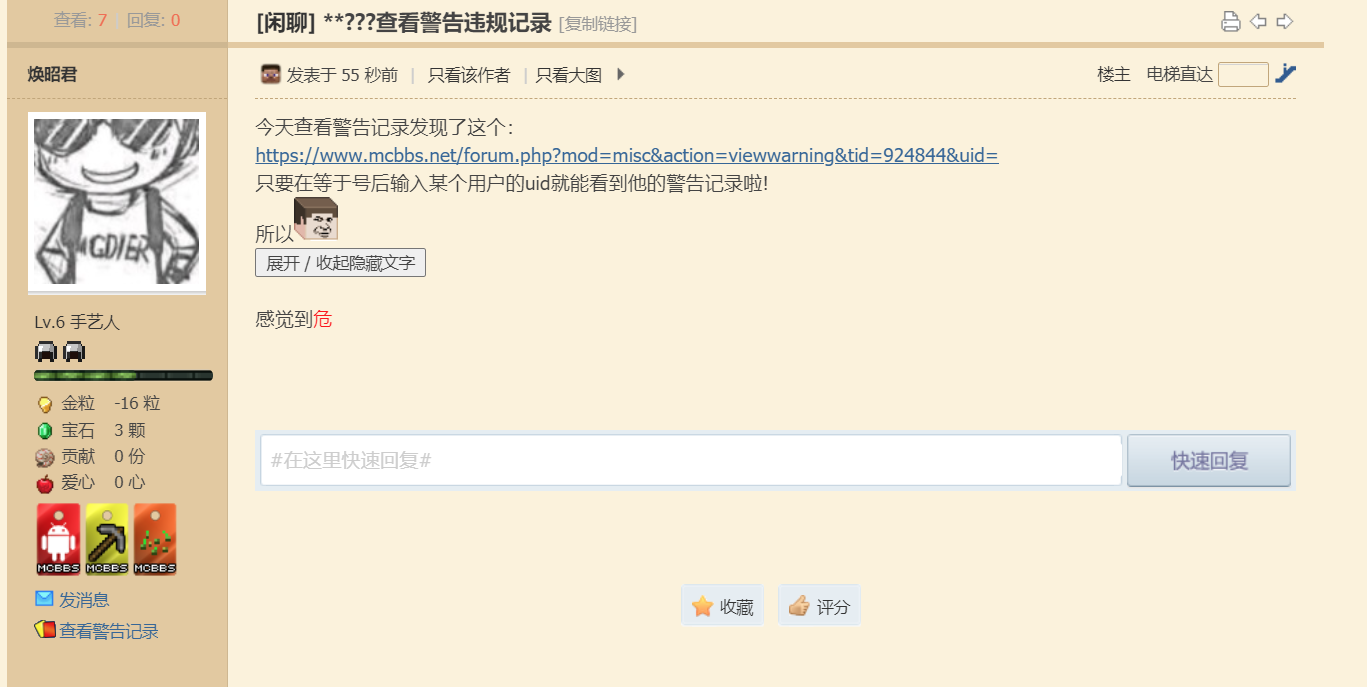 查看: 7 | 回复: 0
[闲聊] **???查看警告违规记录 [复制链接]
焕昭君
发表于 55 秒前 | 只看该作者 | 只看大图
楼主 电梯直达
今天查看警告记录发现了这个：
https://www.mcbbs.net/forum.php?mod=misc&action=viewwarning&tid=924844&uid=
只要在等于号后输入某个用户的uid就能看到他的警告记录啦!
所以
展开 / 收起隐藏文字
感觉到危
MGDIER
Lv.6 手艺人
金粒 -16 粒
宝石 3 颗
贡献 0 份
爱心 0 心
MCBBS MCBBS MCBBS
发消息
查看警告记录
#在这里快速回复#
快速回复
收藏 评分